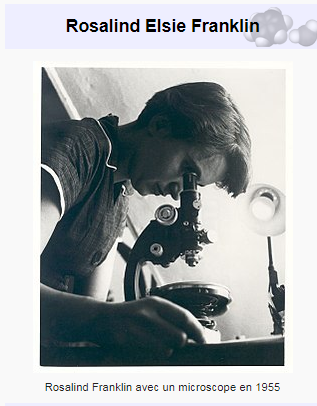 Rosalind Elsie Franklin
Rosalind Franklin avec un microscope en 1955